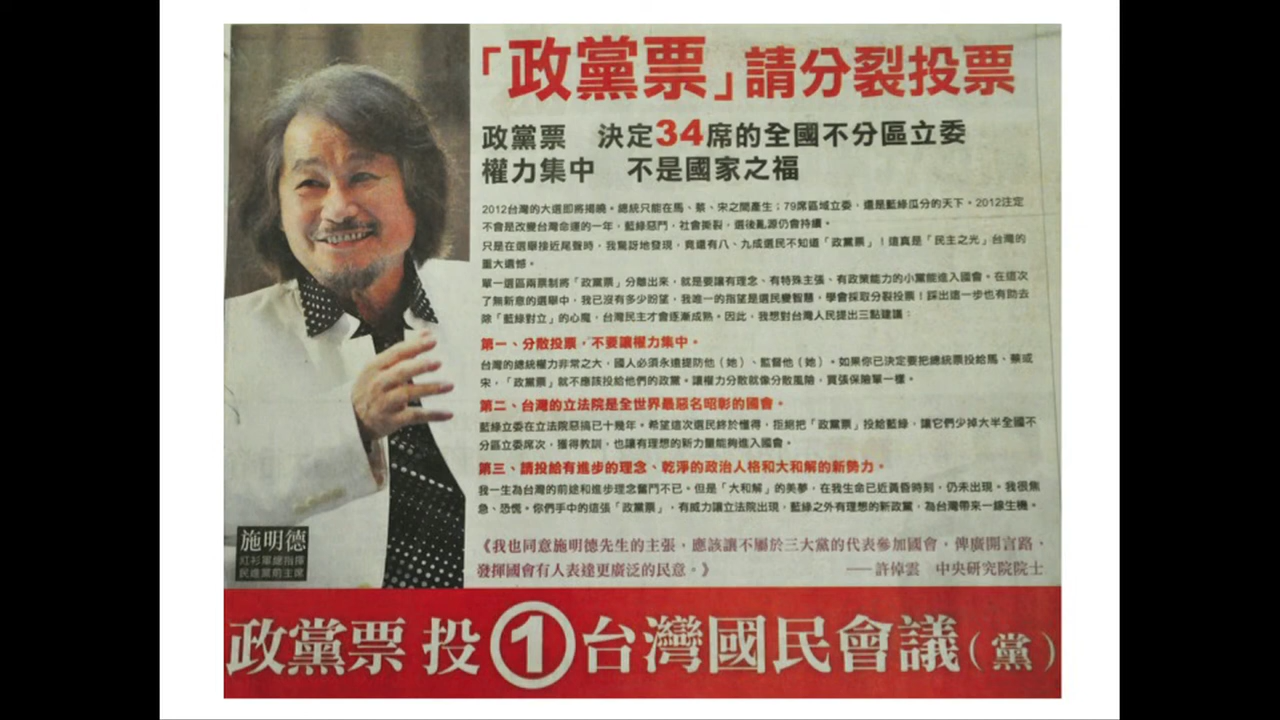 「政黨票」請分裂投票
政黨票　決定34席的全國不分區立委
權力集中　不是國家之福
2012台灣的大選即將揭曉。總統只能在馬、蔡、宋之間產生；79席區域立委，還是藍綠瓜分的天下。2012注定
不會是改變台灣命運的一年，藍綠惡鬥，社會撕裂，選後亂源仍會持續。
只是在選舉接近尾聲時，我驚訝地發現，竟還有八、九成選民不知道「政黨票」！這真是「民主之光」台灣的
重大遺憾。
單一選區兩票制將「政黨票」分離出來，就是要讓有理念、有特殊主張、有政策能力的小黨能進入國會。在這次
了無新意的選舉中，我已沒有多少盼望，我唯一的指望是選民變智慧，學會採取分裂投票！踩出這一步也有助去
除「藍綠對立」的心魔，台灣民主才會逐漸成熟。因此，我想對台灣人民提出三點建議：
第一、分散投票，不要讓權力集中。
台灣的總統權力非常之大，國人必須永遠提防他（她）、監督他（她）。如果你已決定要把總統票投給馬、蔡或
宋，「政黨票」就不應該投給他們的政黨。讓權力分散就像分散風險，買張保險單一樣。
第二、台灣的立法院是全世界最惡名昭彰的國會。
藍綠立委在立法院惡搞已十幾年。希望這次選民終於懂得，拒絕把「政黨票」投給藍綠，讓它們少掉大半全國不
分區立委席次，獲得教訓，也讓有理想的新力量能夠進入國會。
第三、請投給有進步的理念、乾淨的政治人格和大和解的新勢力。
我一生為台灣的前途和進步理念奮鬥不已。但是「大和解」的美夢，在我生命已近黃昏時刻，仍未出現。我很焦
急、恐慌。你們手中的這張「政黨票」，有威力讓立法院出現，藍綠之外有理想的新政黨，為台灣帶來一線生機。
施明德
紅衫軍總指揮
民進黨前主席
《我也同意施明德先生的主張，應該讓不屬於三大黨的代表參加國會，俾廣開言路、
發揮國會有人表達更廣泛的民意。》　——許倬雲　中央研究院院士
政黨票 投 1 台灣國民會議（黨）